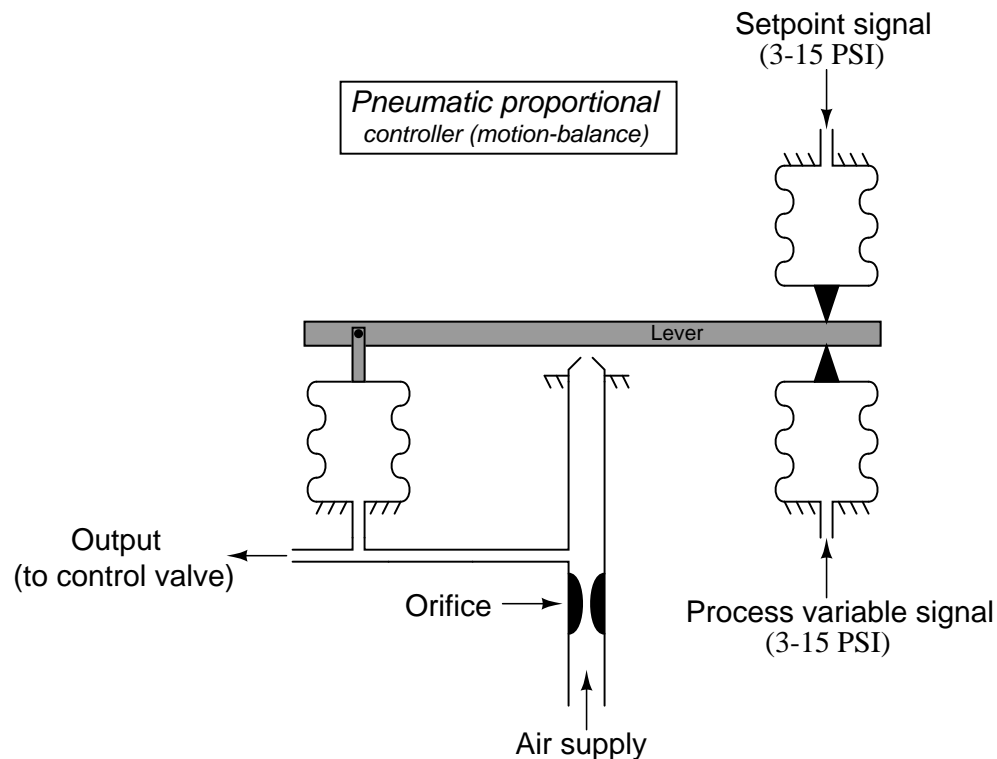 Setpoint signal
(3-15 PSI)
Pneumatic proportional
controller (motion-balance)
Lever
Output
(to control valve)
Orifice
Process variable signal
(3-15 PSI)
Air supply